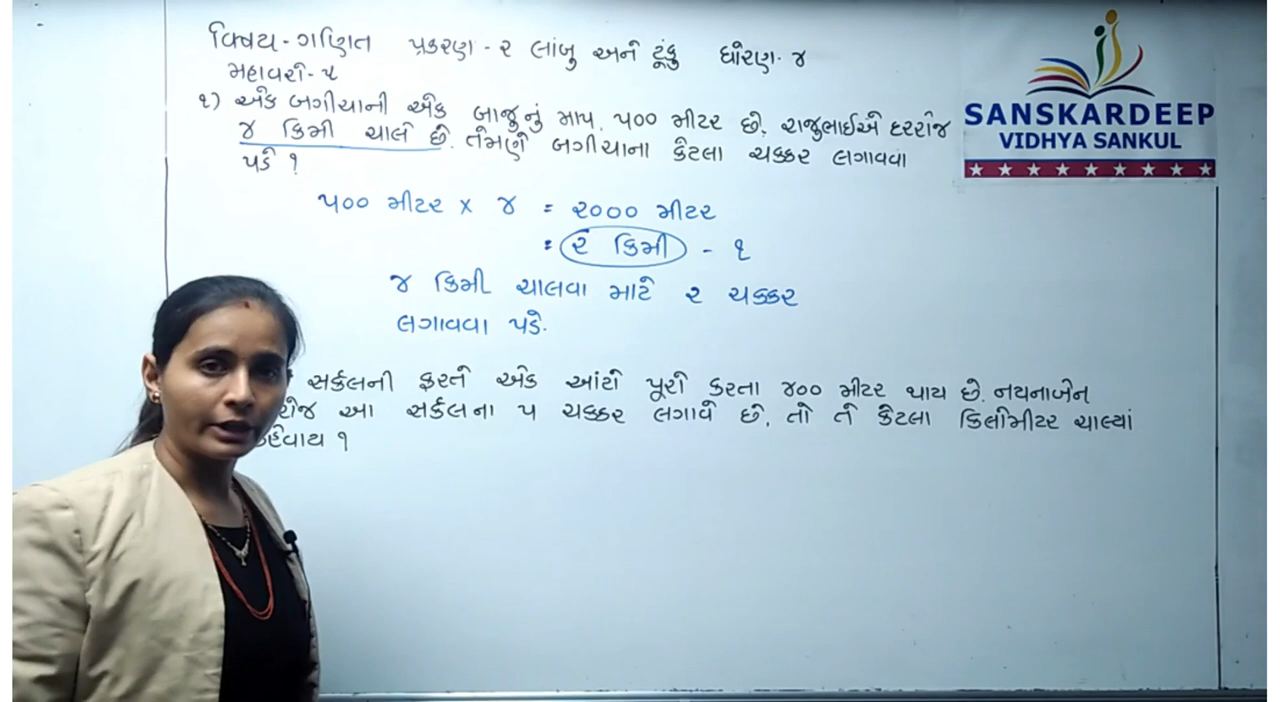 વિષય - ગણિત પ્રકરણ - ૨ લાંબુ અને ટૂંકુ ધોરણ - ૪
મહાવરો - ૫
૧) એક બગીચાની એક બાજુનું માપ ૫૦૦ મીટર છે. રાજુભાઈએ દરરોજ
૪ કિમી ચાલે છે. તેમણે બગીચાના કેટલા ચક્કર લગાવવા
પડે ?
૫૦૦ મીટર × ૪ = ૨૦૦૦ મીટર
= ૨ કિમી - ૧
૪ કિમી ચાલવા માટે ૨ ચક્કર
લગાવવા પડે.
સર્કલની ફરતે એક આંટો પૂરો કરતા ૪૦૦ મીટર થાય છે. નયનાબેન
આ સર્કલના ૫ ચક્કર લગાવે છે, તો તે કેટલા કિલોમીટર ચાલ્યાં
?
SANSKARDEEP
VIDHYA SANKUL